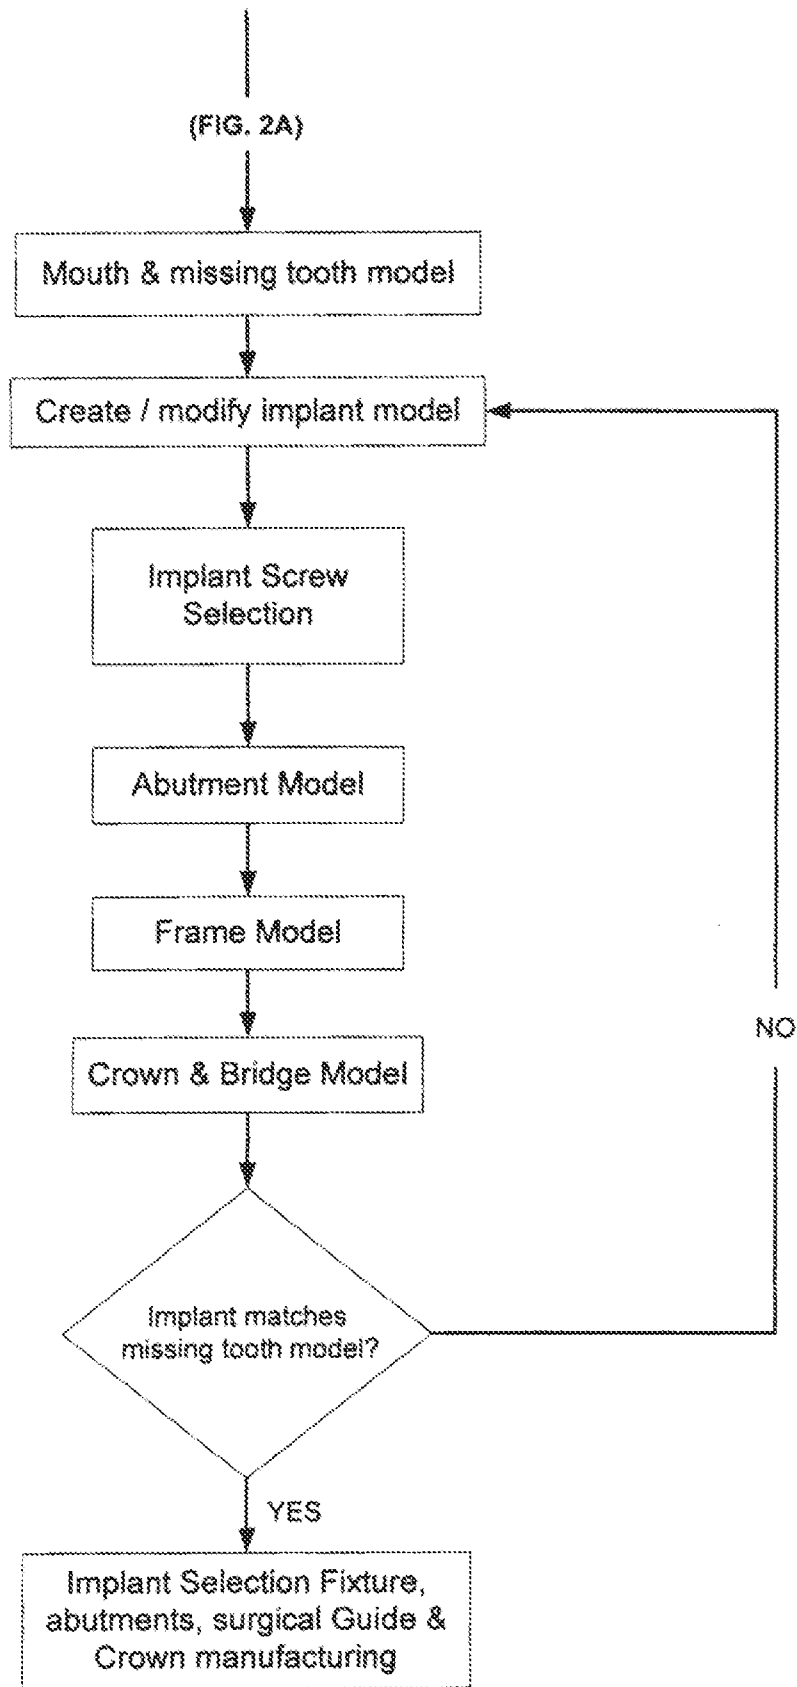 (FIG. 2A)
Mouth & missing tooth model
Create / modify implant model
Implant Screw
Selection
Abutment Model
Frame Model
NO
Crown & Bridge Model
Implant matches
missing tooth model?
YES
Implant Selection Fixture,
abutments, surgical Guide &
Crown manufacturing